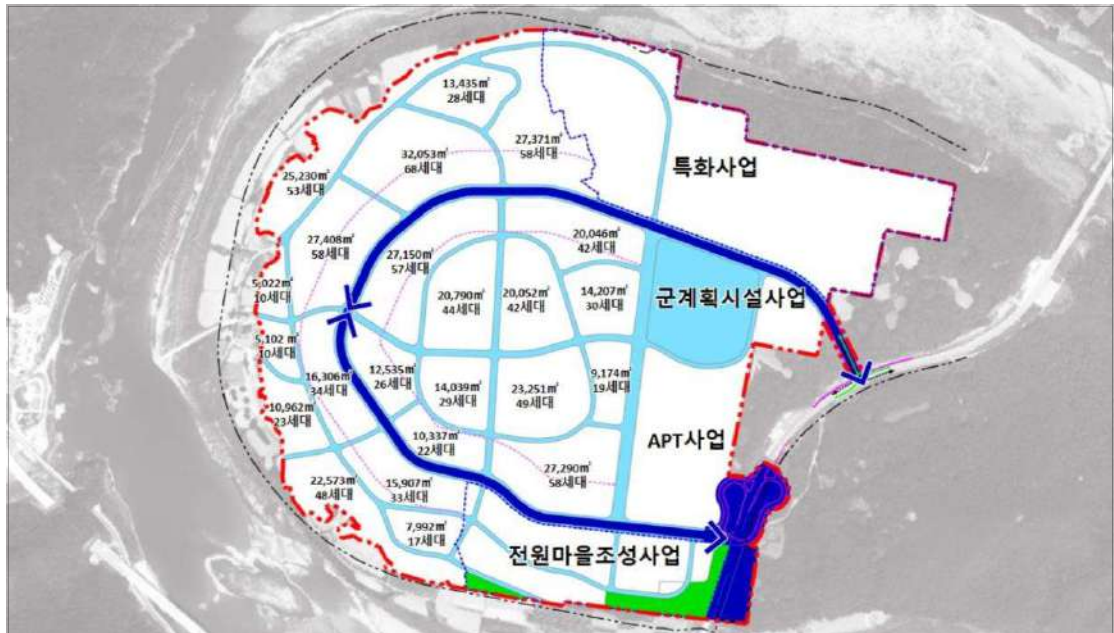 13,435㎡
28세대
27,371㎡
58세대
32,053㎡
68세대
특화사업
25,230㎡
53세대
27,408㎡
58세대
27,150㎡
57세대
20,046㎡
42세대
5,022㎡
10세대
20,790㎡
44세대
20,052㎡
42세대
14,207㎡
30세대
군계획시설사업
5,102 ㎡
10세대
16,306㎡
34세대
12,535㎡
26세대
14,039㎡
29세대
23,251㎡
49세대
9,174㎡
19세대
10,962㎡
23세대
10,337㎡
22세대
APT사업
27,290㎡
58세대
22,573㎡
48세대
15,907㎡
33세대
7,992㎡
17세대
전원마을조성사업